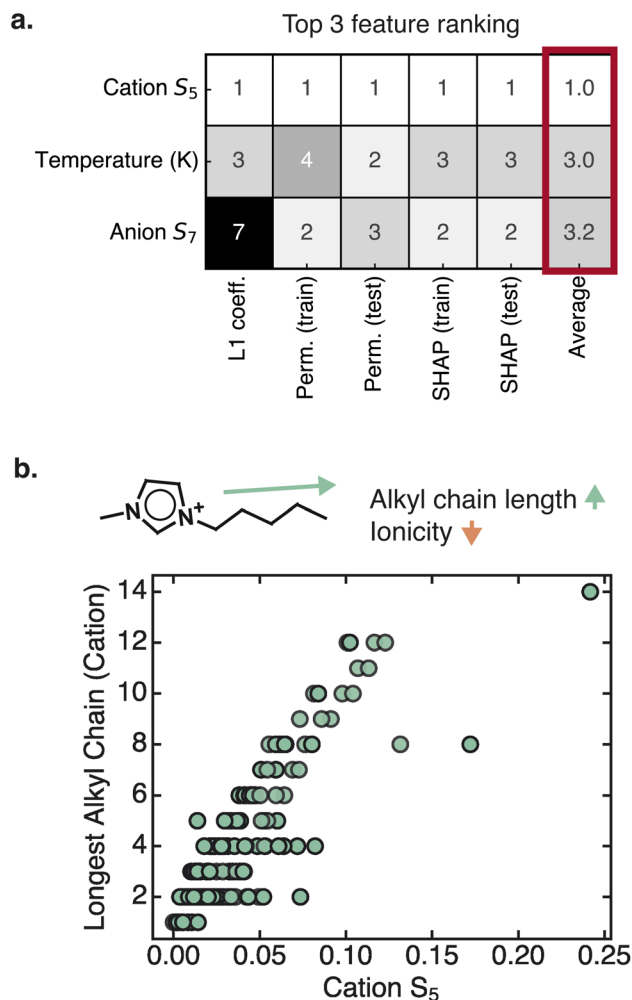 a.
Top 3 feature ranking
Cation S₅ 1 1 1 1 1 1.0
Temperature (K) 3 4 2 3 3 3.0
Anion S₇ 7 2 3 2 2 3.2
L1 coeff.
Perm. (train)
Perm. (test)
SHAP (train)
SHAP (test)
Average
b.
N N+
Alkyl chain length
Ionicity
Longest Alkyl Chain (Cation)
14
12
10
8
6
4
2
0.00 0.05 0.10 0.15 0.20 0.25
Cation S₅